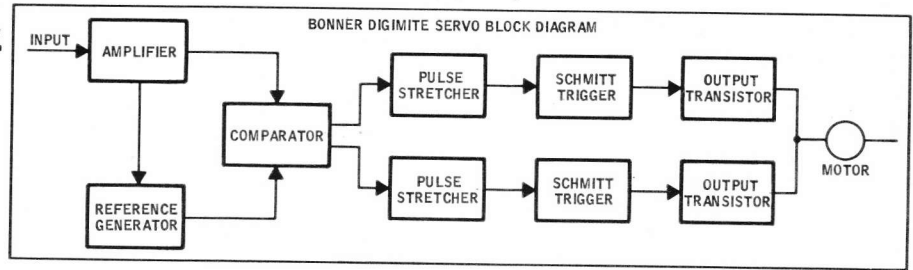 BONNER DIGIMITE SERVO BLOCK DIAGRAM
INPUT
AMPLIFIER
REFERENCE
GENERATOR
COMPARATOR
PULSE
STRETCHER
SCHMITT
TRIGGER
OUTPUT
TRANSISTOR
PULSE
STRETCHER
SCHMITT
TRIGGER
OUTPUT
TRANSISTOR
MOTOR